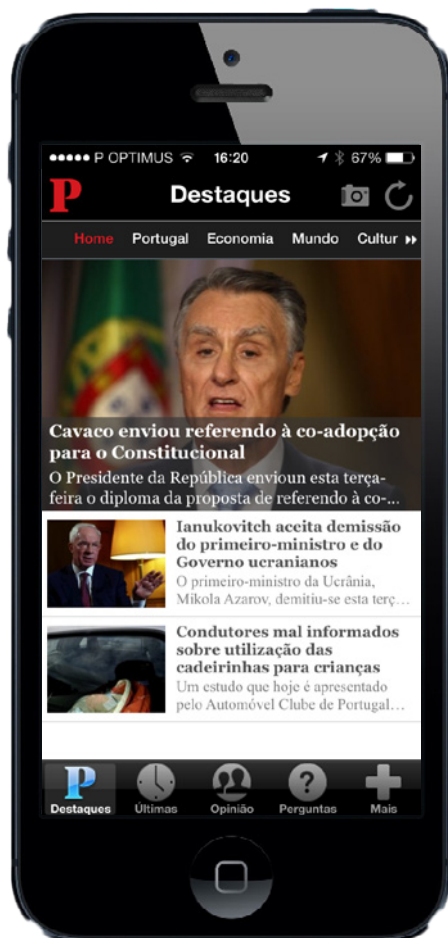 P OPTIMUS 16:20 67%
P Destaques
Home Portugal Economia Mundo Cultur
Cavaco enviou referendo à co-adopção
para o Constitucional
O Presidente da República envioun esta terça-
feira o diploma da proposta de referendo à co-...
Ianukovitch aceita demissão
do primeiro-ministro e do
Governo ucranianos
O primeiro-ministro da Ucrânia,
Mikola Azarov, demitiu-se esta terç...
Condutores mal informados
sobre utilização das
cadeirinhas para crianças
Um estudo que hoje é apresentado
pelo Automóvel Clube de Portugal...
P ?
Destaques Últimas Opinião Perguntas Mais